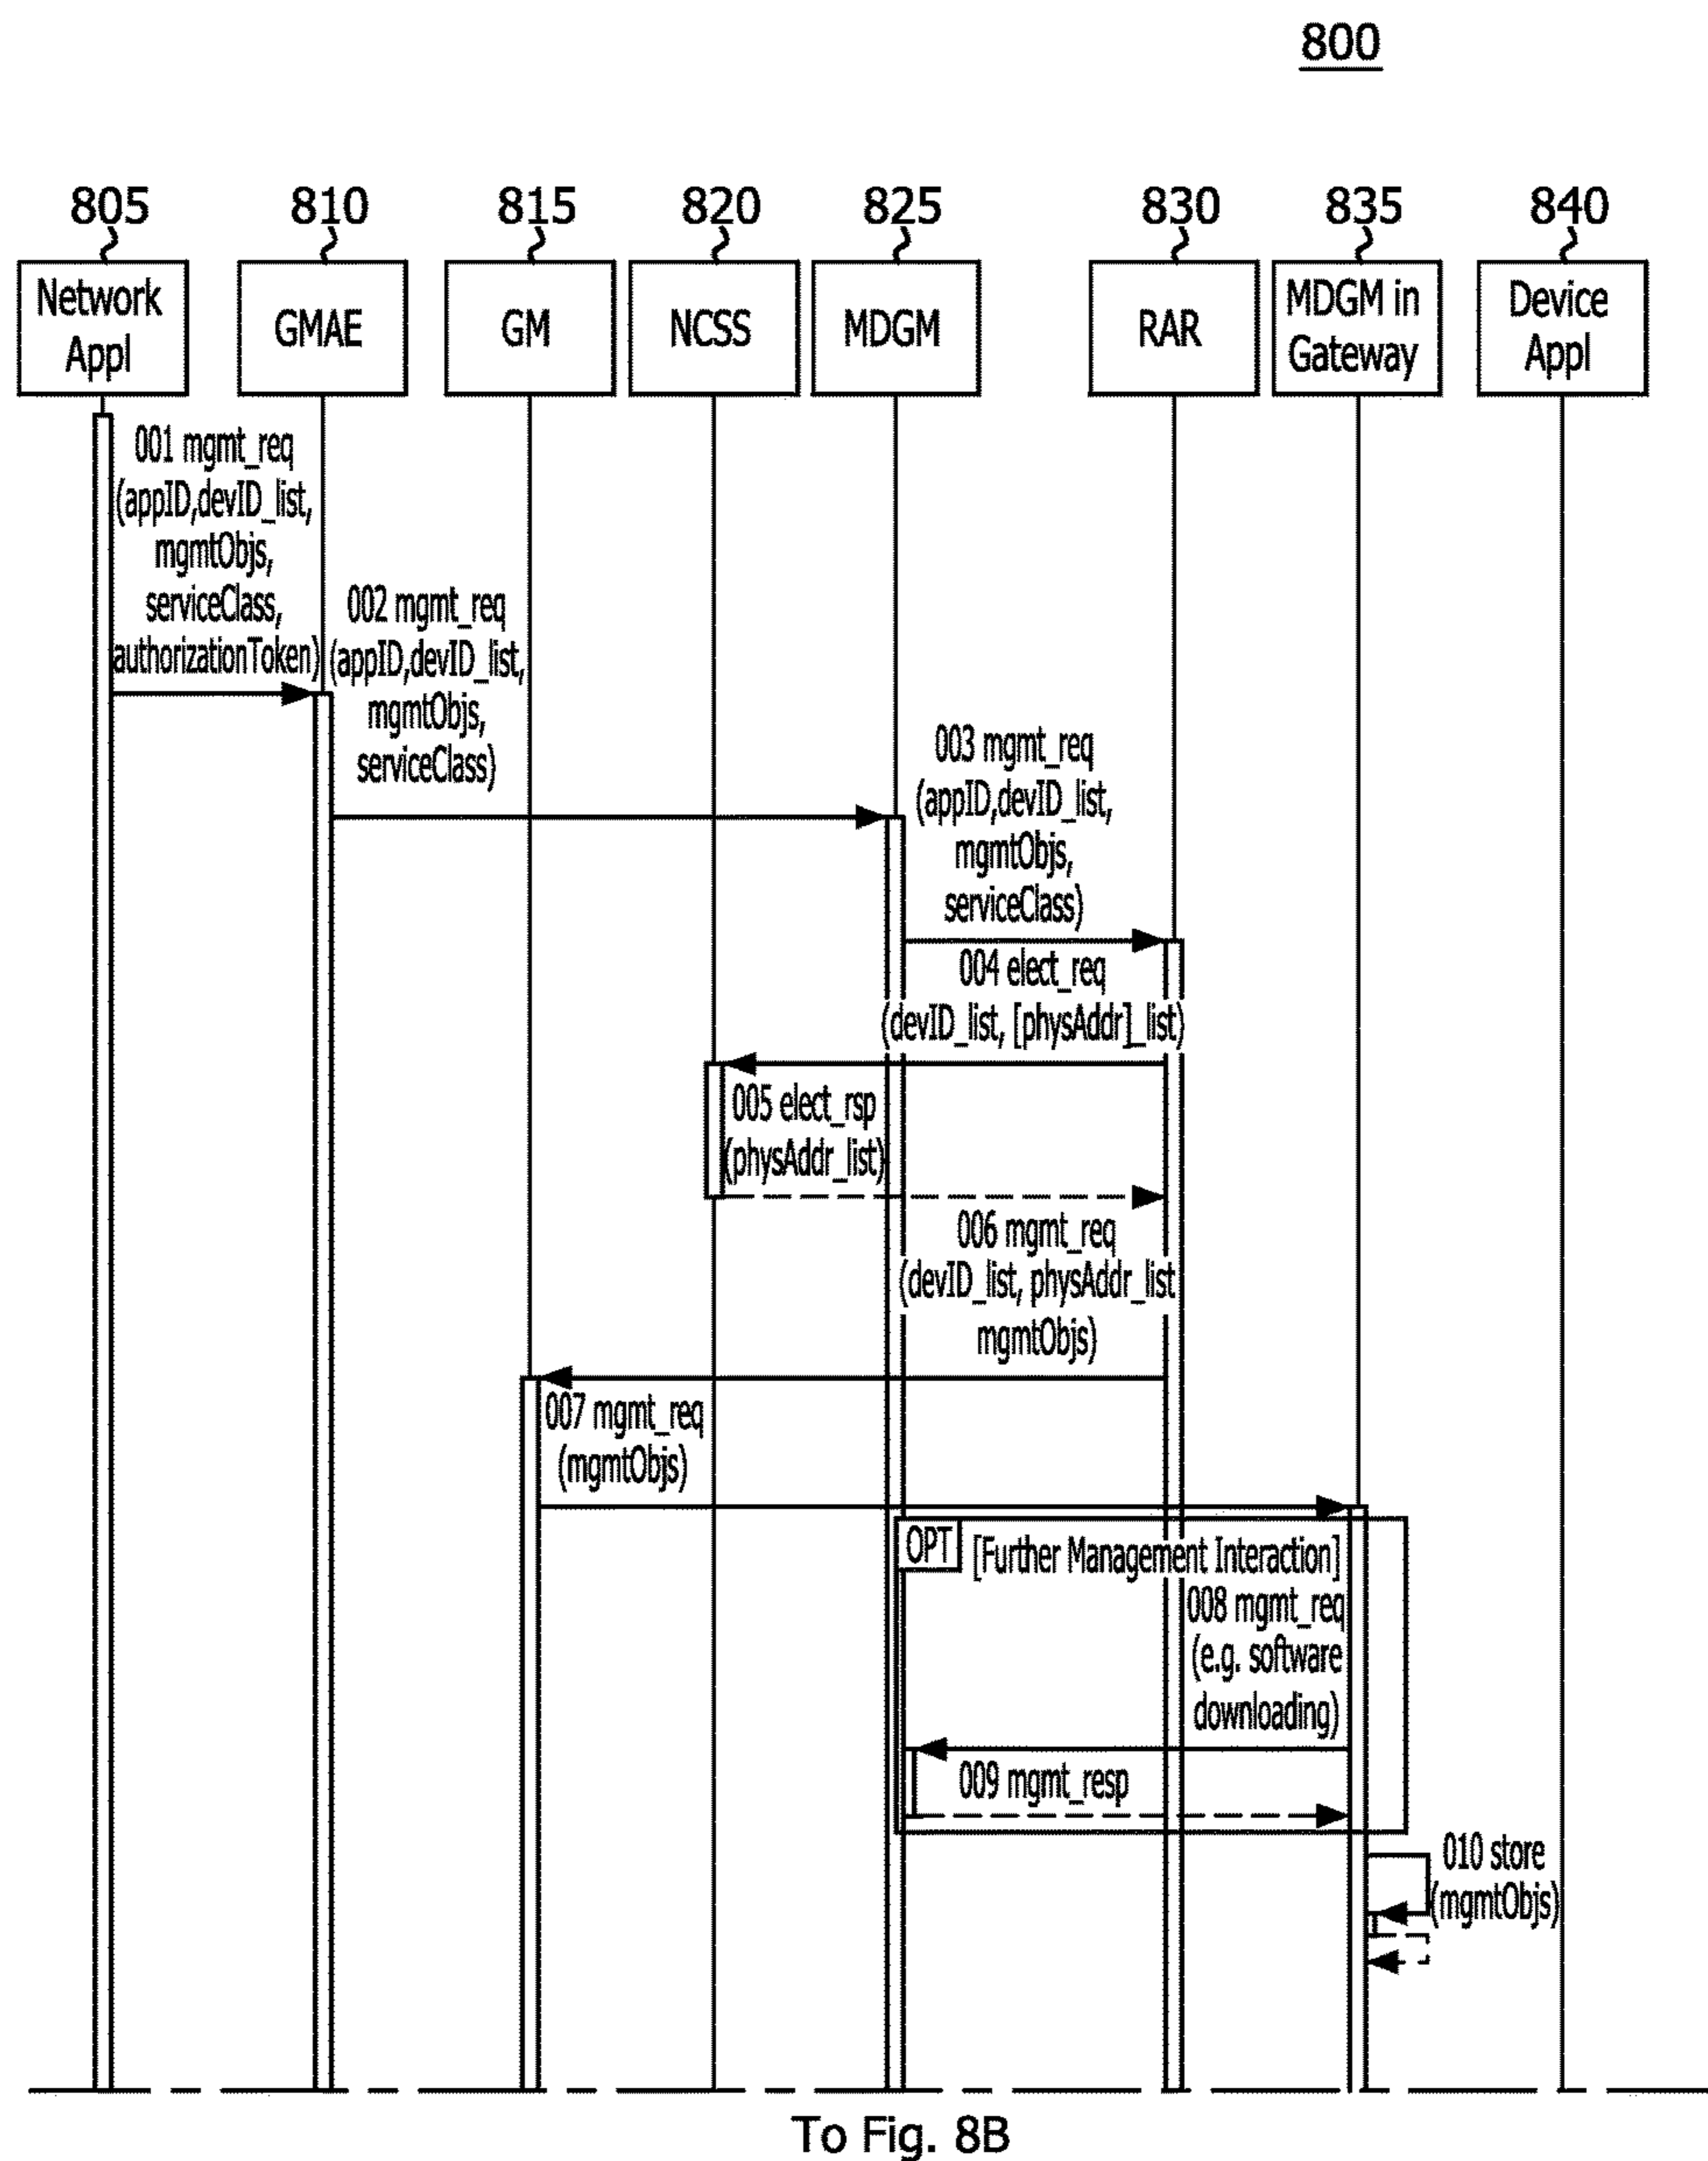 800
805
810
815
820
825
830
835
840
Network
Appl
GMAE
GM
NCSS
MDGM
RAR
MDGM in
Gateway
Device
Appl
001 mgmt_req
(appID,devID_list,
mgmtObjs,
serviceClass,
authorizationToken)
002 mgmt_req
(appID,devID_list,
mgmtObjs,
serviceClass)
003 mgmt_req
(appID,devID_list,
mgmtObjs,
serviceClass)
004 elect_req
(devID_list, [physAddr]_list)
005 elect_rsp
(physAddr_list)
006 mgmt_req
(devID_list, physAddr_list
mgmtObjs)
007 mgmt_req
(mgmtObjs)
OPT
[Further Management Interaction]
008 mgmt_req
(e.g. software
downloading)
009 mgmt_resp
010 store
(mgmtObjs)
To Fig. 8B